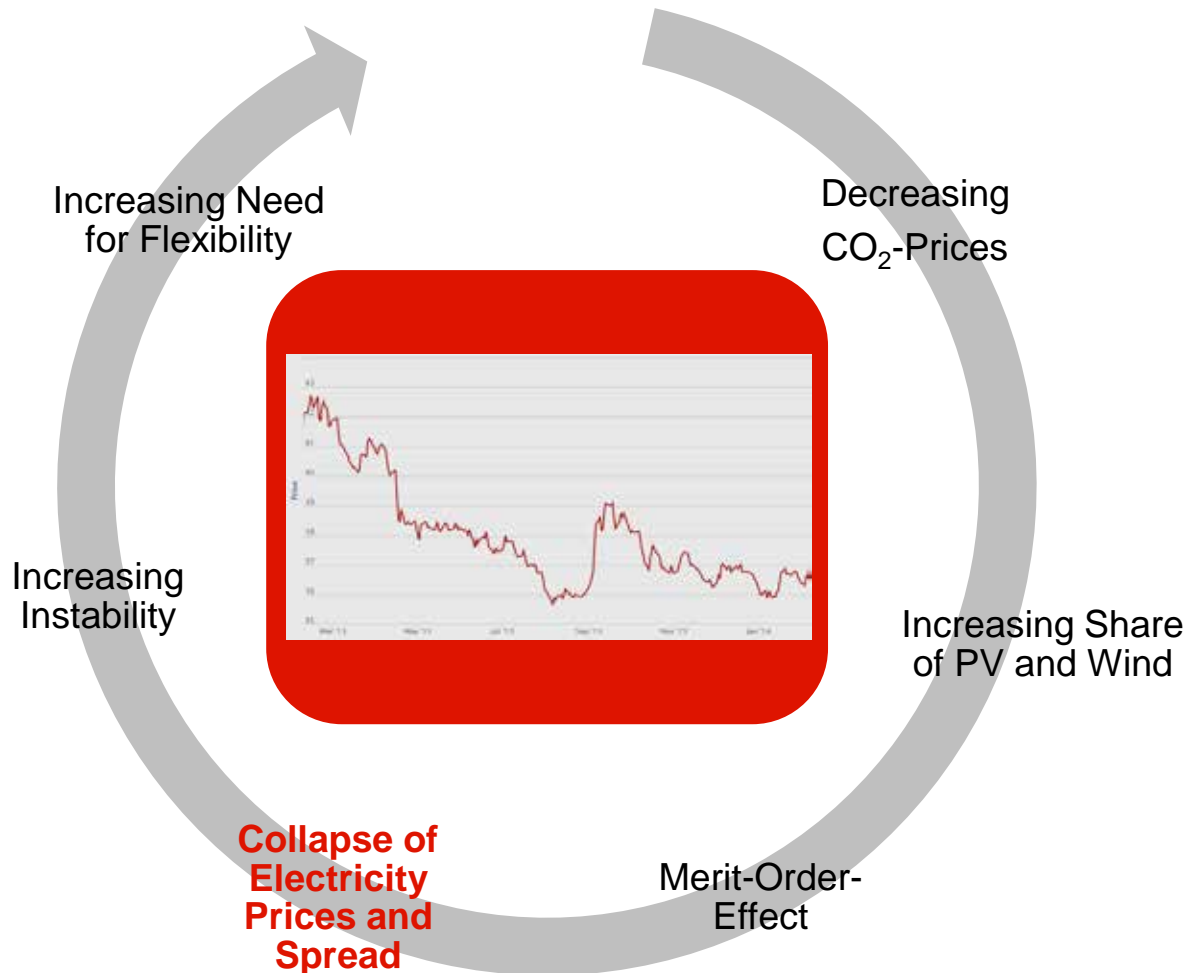 Increasing Need
for Flexibility
Decreasing
CO₂-Prices
Price
Increasing
Instability
Increasing Share
of PV and Wind
Collapse of
Electricity
Prices and
Spread
Merit-Order-
Effect